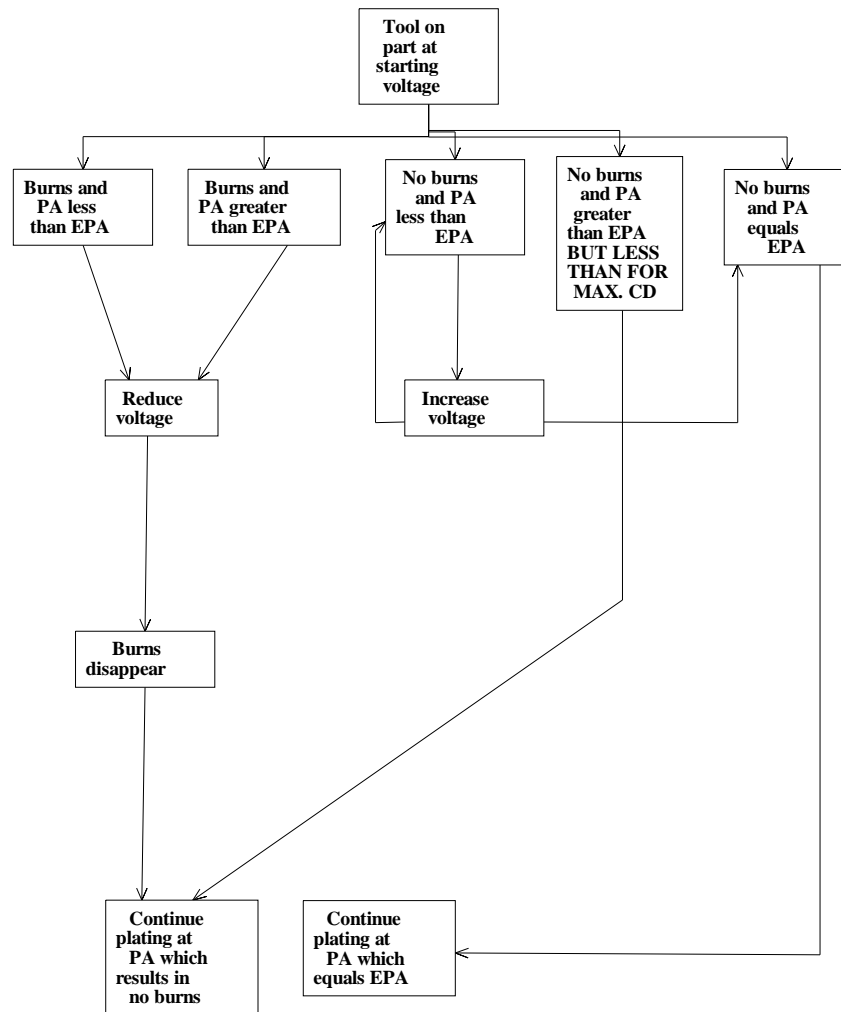 Tool on
part at
starting
voltage
Burns and
PA less
than EPA
Burns and
PA greater
than EPA
No burns
and PA
less than
EPA
No burns
and PA
greater
than EPA
BUT LESS
THAN FOR
MAX. CD
No burns
and PA
equals
EPA
Reduce
voltage
Increase
voltage
Burns
disappear
Continue
plating at
PA which
results in
no burns
Continue
plating at
PA which
equals EPA